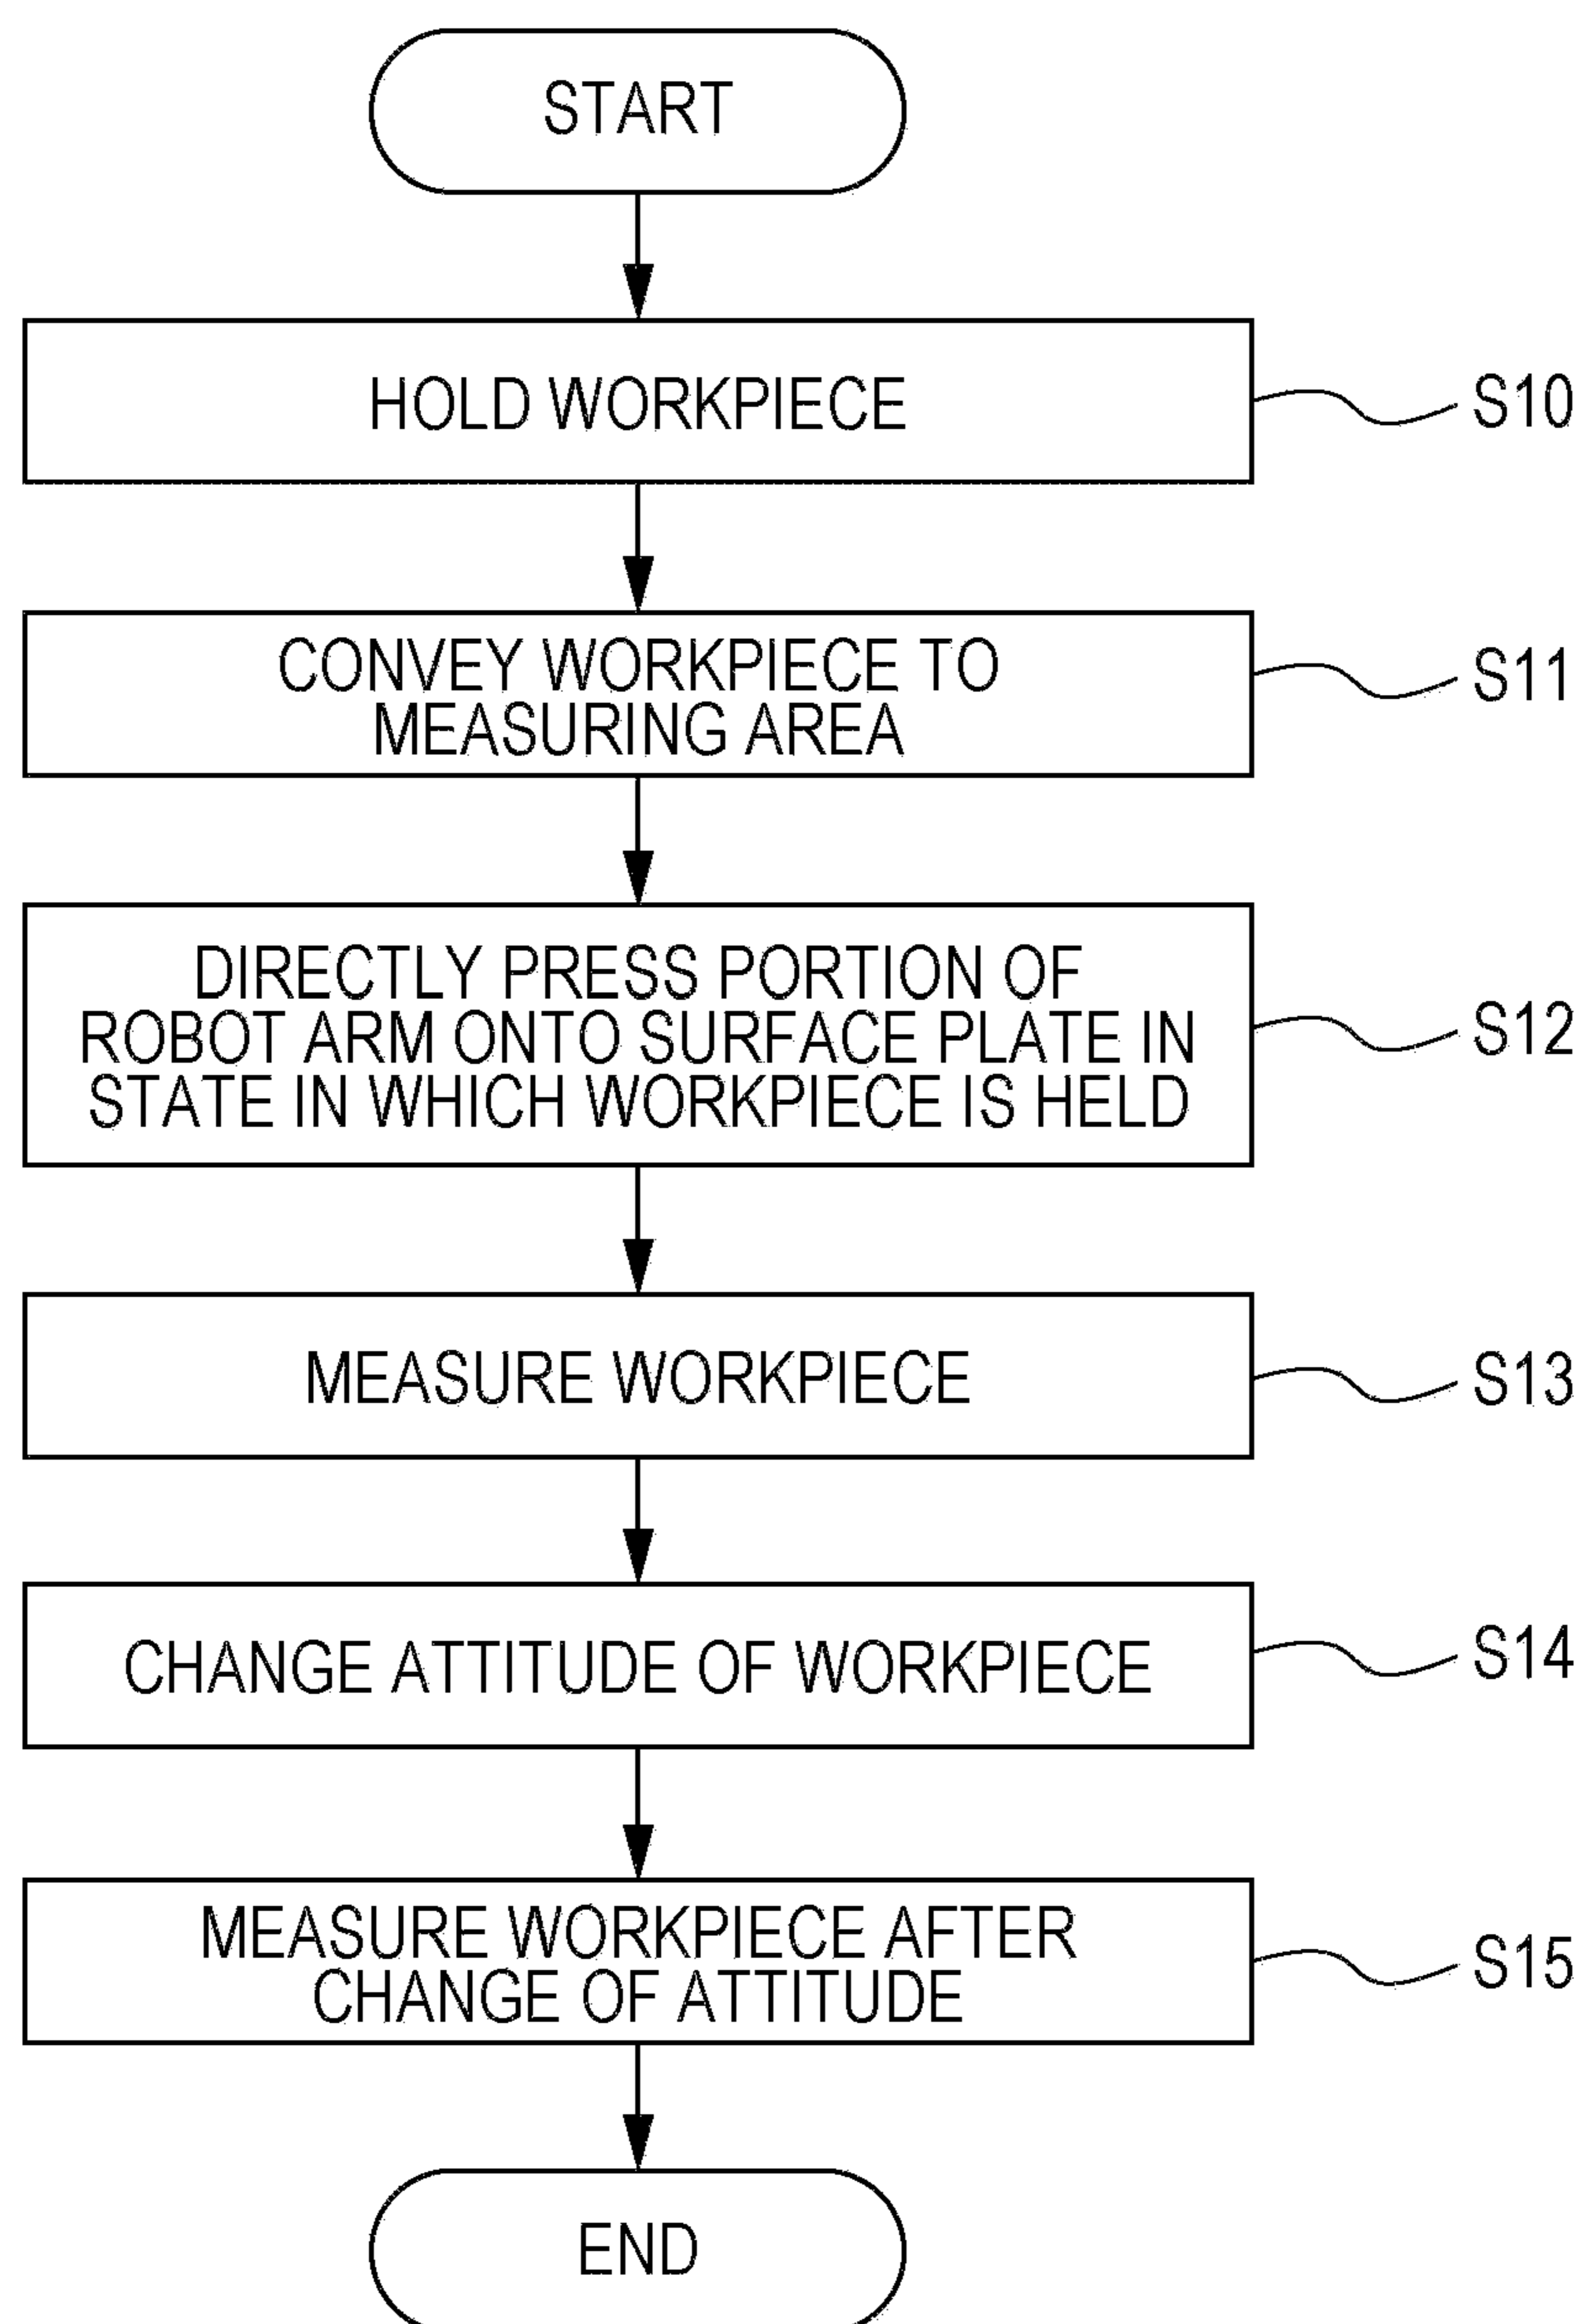 START
HOLD WORKPIECE
S10
CONVEY WORKPIECE TO
MEASURING AREA
S11
DIRECTLY PRESS PORTION OF
ROBOT ARM ONTO SURFACE PLATE IN
STATE IN WHICH WORKPIECE IS HELD
S12
MEASURE WORKPIECE
S13
CHANGE ATTITUDE OF WORKPIECE
S14
MEASURE WORKPIECE AFTER
CHANGE OF ATTITUDE
S15
END